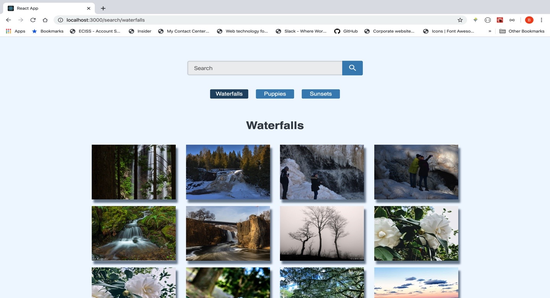 React App
localhost:3000/search/waterfalls
Apps Bookmarks EOSS - Account S... Insider My Contact Center... Web technology fo... Slack - Where Wor... GitHub Corporate website... Icons | Font Aweso... » Other Bookmarks
Search
Waterfalls Puppies Sunsets
Waterfalls